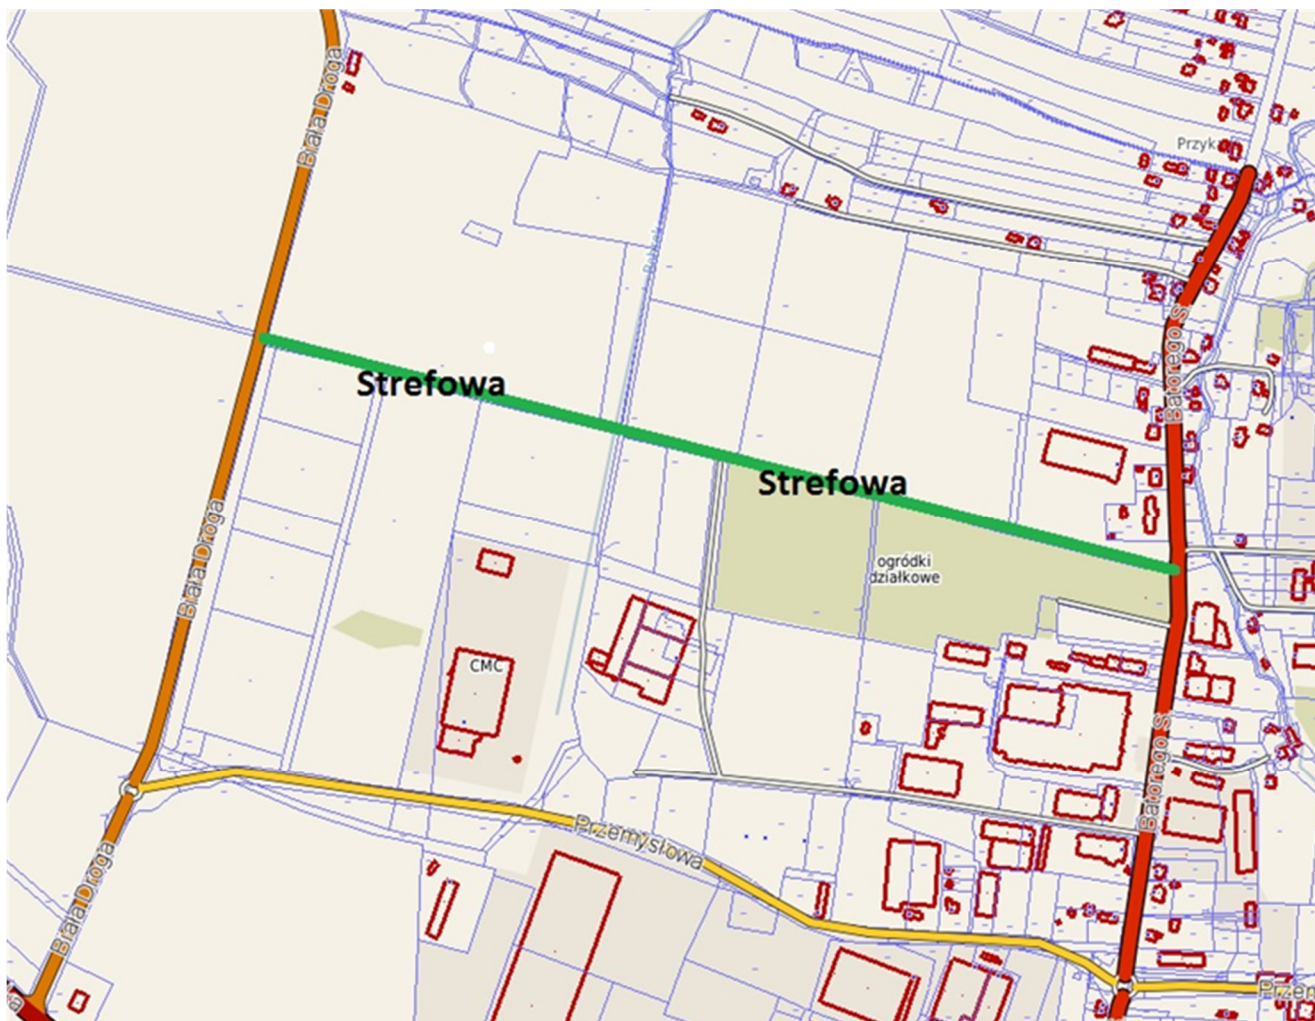 Biała Droga
Przyk
Batorego S
Strefowa
Strefowa
Biała Droga
ogródki
działkowe
CMC
Batorego S
Przemysłowa
Biała Droga
Przem